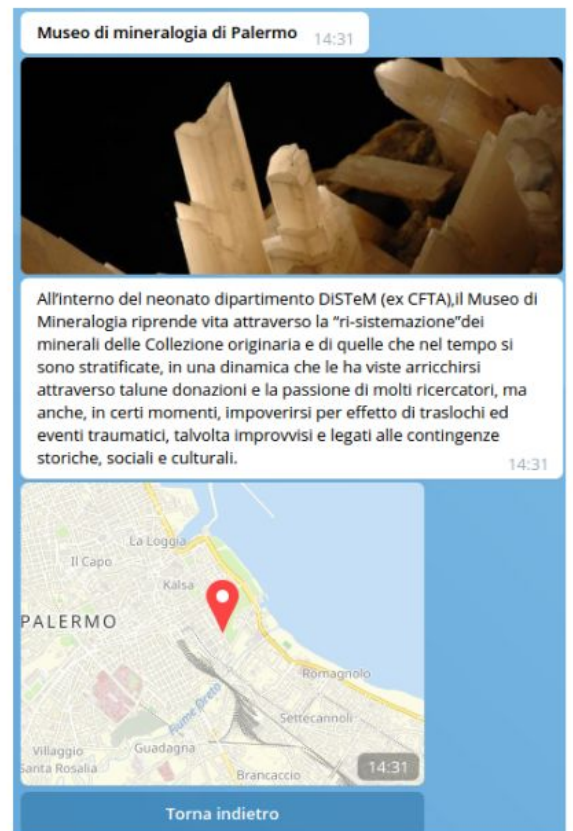 Museo di mineralogia di Palermo 14:31
All'interno del neonato dipartimento DiSTeM (ex CFTA),il Museo di
Mineralogia riprende vita attraverso la "ri-sistemazione"dei
minerali delle Collezione originaria e di quelle che nel tempo si
sono stratificate, in una dinamica che le ha viste arricchirsi
attraverso talune donazioni e la passione di molti ricercatori, ma
anche, in certi momenti, impoverirsi per effetto di traslochi ed
eventi traumatici, talvolta improvvisi e legati alle contingenze
storiche, sociali e culturali.
14:31
La Loggia
Il Capo
Kalsa
PALERMO
Romagnolo
Fiume Oreto
Settecannoli
Villaggio
Santa Rosalia
Guadagna
Brancaccio
14:31
Torna indietro